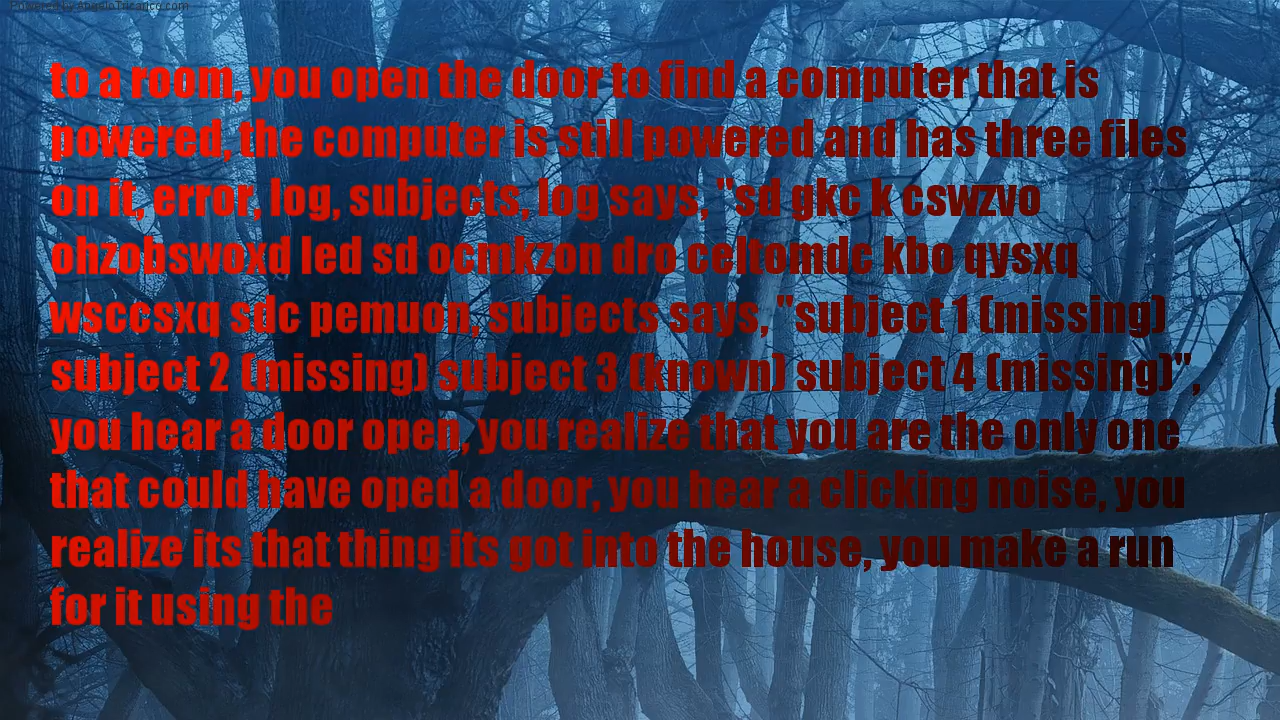 Powered by AngeloTricarico.com
to a room, you open the door to find a computer that is
powered, the computer is still powered and has three files
on it, error, log, subjects, log says, "sd gkc k cswzvo
ohzobswoxd led sd ocmkzon dro celtomdc kbo qysxq
wsccsxq sdc pemuon, subjects says, "subject 1 (missing)
subject 2 (missing) subject 3 (known) subject 4 (missing)",
you hear a door open, you realize that you are the only one
that could have oped a door, you hear a clicking noise, you
realize its that thing its got into the house, you make a run
for it using the